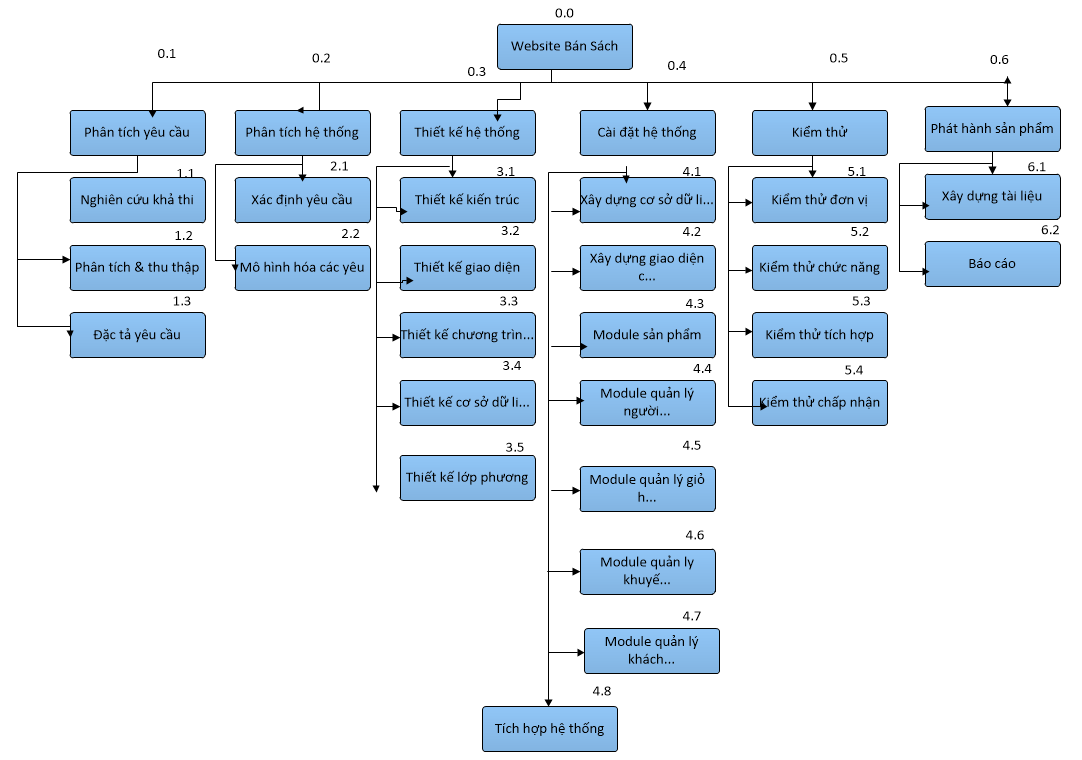 0.0
Website Bán Sách
0.1
0.2
0.3
0.4
0.5
0.6
Phân tích yêu cầu
Phân tích hệ thống
Thiết kế hệ thống
Cài đặt hệ thống
Kiểm thử
Phát hành sản phẩm
1.1
Nghiên cứu khả thi
1.2
Phân tích & thu thập
1.3
Đặc tả yêu cầu
2.1
Xác định yêu cầu
2.2
Mô hình hóa các yêu
3.1
Thiết kế kiến trúc
3.2
Thiết kế giao diện
3.3
Thiết kế chương trìn...
3.4
Thiết kế cơ sở dữ li...
3.5
Thiết kế lớp phương
4.1
Xây dựng cơ sở dữ li...
4.2
Xây dựng giao diện
c...
4.3
Module sản phẩm
4.4
Module quản lý
người...
4.5
Module quản lý giỏ
h...
4.6
Module quản ly
khuyế...
4.7
Module quản lý
khách...
4.8
Tích hợp hệ thống
5.1
Kiểm thử đơn vị
5.2
Kiểm thử chức năng
5.3
Kiểm thử tích hợp
5.4
Kiểm thử chấp nhận
6.1
Xây dựng tài liệu
6.2
Báo cáo